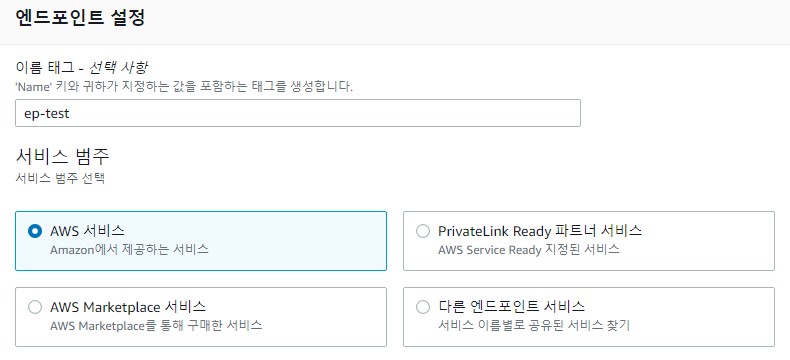 엔드포인트 설정
이름 태그 - 선택 사항
'Name' 키와 귀하가 지정하는 값을 포함하는 태그를 생성합니다.
ep-test
서비스 범주
서비스 범주 선택
AWS 서비스
Amazon에서 제공하는 서비스
PrivateLink Ready 파트너 서비스
AWS Service Ready 지정된 서비스
AWS Marketplace 서비스
AWS Marketplace를 통해 구매한 서비스
다른 엔드포인트 서비스
서비스 이름별로 공유된 서비스 찾기